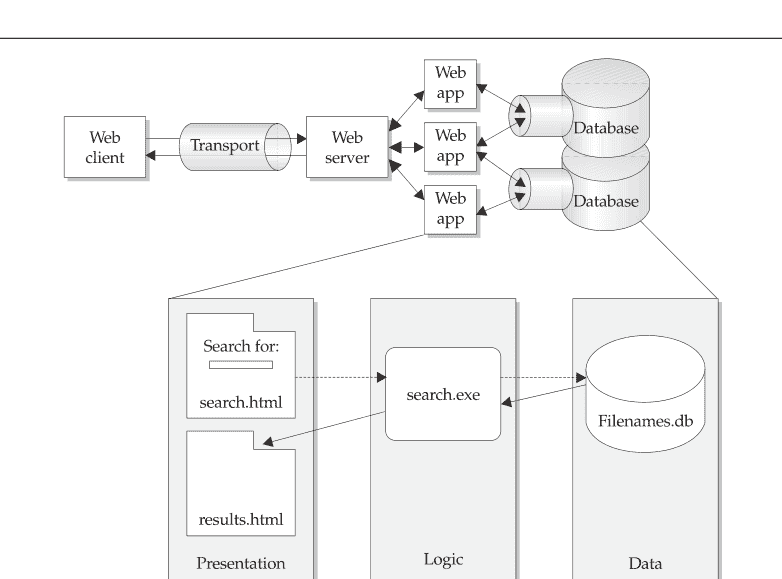 Web
client
Transport
Web
server
Web
app
Web
app
Web
app
Database
Database
Search for:
search.html
results.html
Presentation
search.exe
Logic
Filenames.db
Data